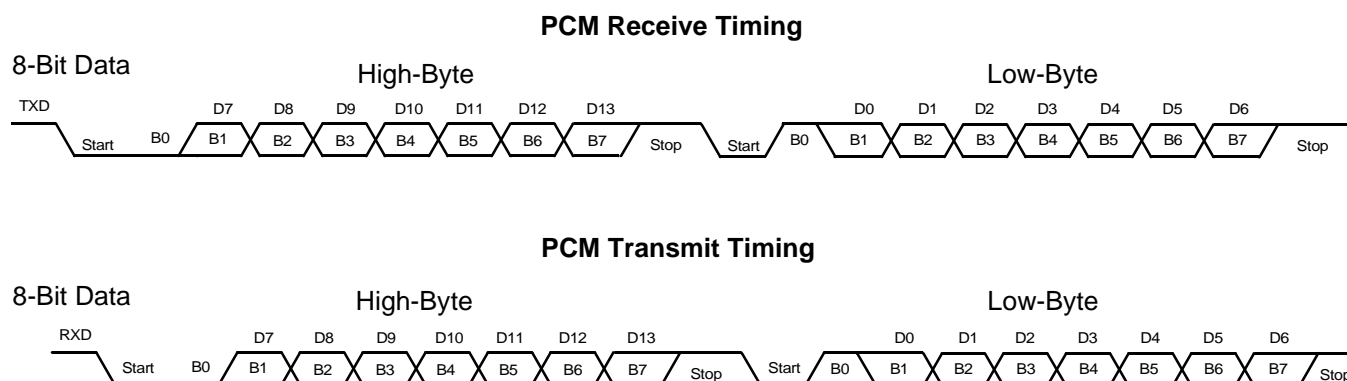 PCM Receive Timing
8-Bit Data High-Byte Low-Byte
TXD D7 D8 D9 D10 D11 D12 D13 D0 D1 D2 D3 D4 D5 D6
Start B0 B1 B2 B3 B4 B5 B6 B7 Stop Start B0 B1 B2 B3 B4 B5 B6 B7 Stop
PCM Transmit Timing
8-Bit Data High-Byte Low-Byte
RXD D7 D8 D9 D10 D11 D12 D13 D0 D1 D2 D3 D4 D5 D6
Start B0 B1 B2 B3 B4 B5 B6 B7 Stop Start B0 B1 B2 B3 B4 B5 B6 B7 Stop